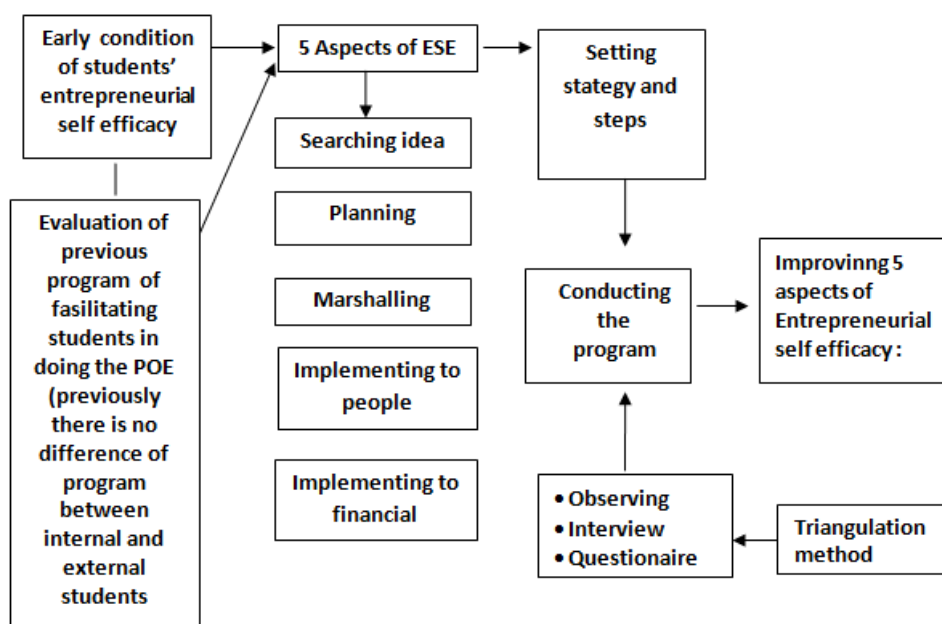 Early condition
of students’
entrepreneurial
self efficacy
5 Aspects of ESE
Setting
stategy and
steps
Searching idea
Planning
Marshalling
Implementing to
people
Implementing to
financial
Evaluation of
previous
program of
fasilitating
students in
doing the POE
(previously
there is no
difference of
program
between
internal and
external
students
Conducting
the
program
Improvinng 5
aspects of
Entrepreneurial
self efficacy :
• Observing
• Interview
• Questionaire
Triangulation
method